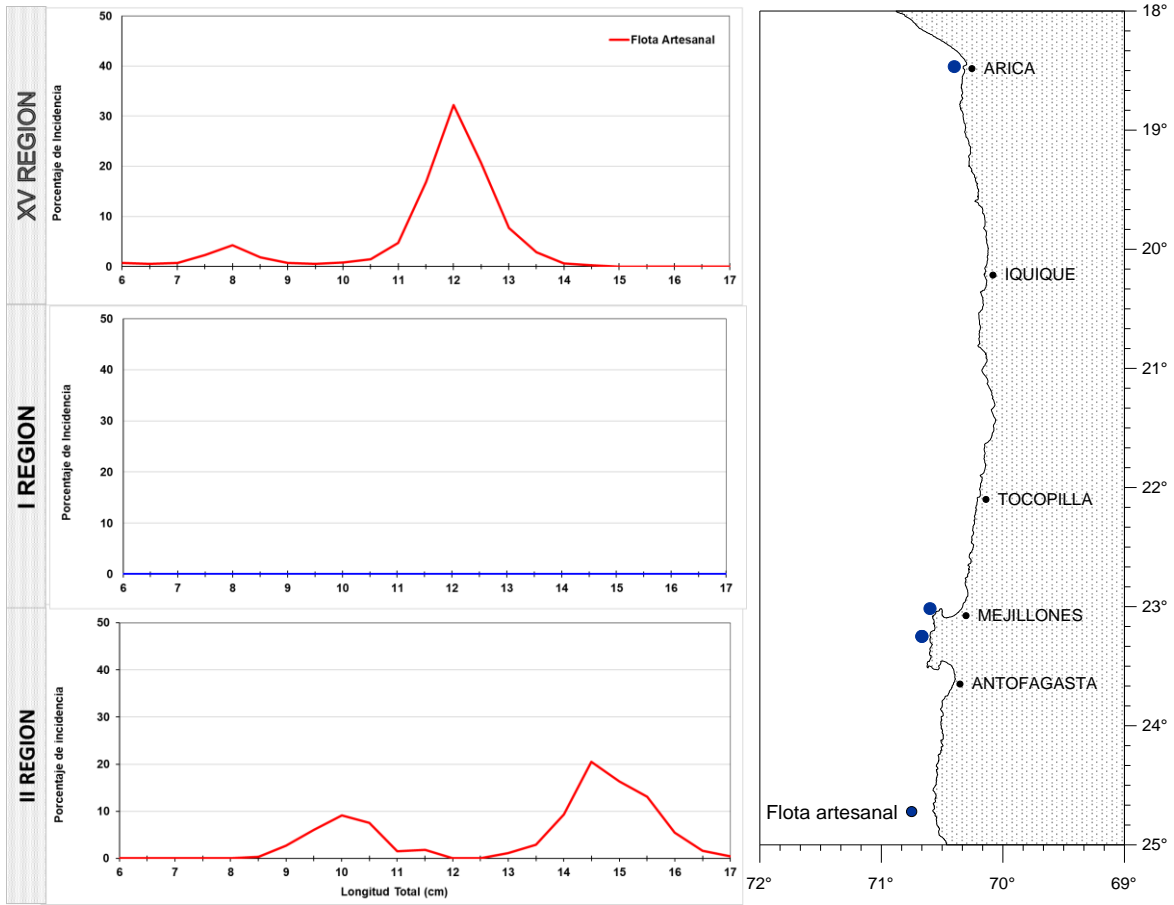 XV REGION
Porcentaje de Incidencia
50
40
30
20
10
0
Flota Artesanal
6 7 8 9 10 11 12 13 14 15 16 17
I REGION
Porcentaje de Incidencia
50
40
30
20
10
0
6 7 8 9 10 11 12 13 14 15 16 17
II REGION
Porcentaje de incidencia
50
40
30
20
10
0
6 7 8 9 10 11 12 13 14 15 16 17
Longitud Total (cm)
18°
ARICA
19°
20°
IQUIQUE
21°
22°
TOCOPILLA
23°
MEJILLONES
ANTOFAGASTA
24°
Flota artesanal
25°
72° 71° 70° 69°